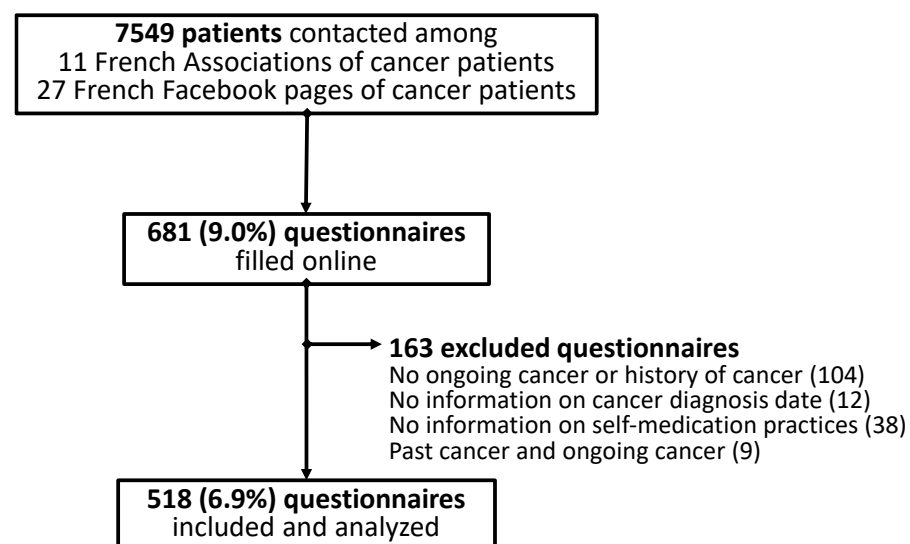 7549 patients contacted among
11 French Associations of cancer patients
27 French Facebook pages of cancer patients
681 (9.0%) questionnaires
filled online
163 excluded questionnaires
No ongoing cancer or history of cancer (104)
No information on cancer diagnosis date (12)
No information on self-medication practices (38)
Past cancer and ongoing cancer (9)
518 (6.9%) questionnaires
included and analyzed